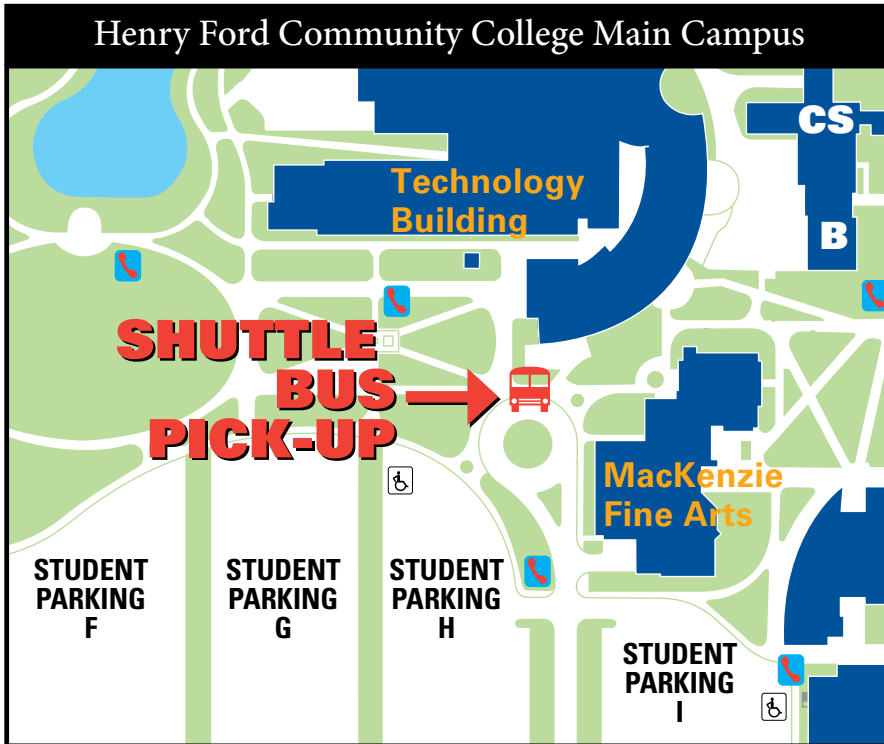 Henry Ford Community College Main Campus
CS
Technology
Building
B
SHUTTLE
BUS
PICK-UP
MacKenzie
Fine Arts
STUDENT
PARKING
F
STUDENT
PARKING
G
STUDENT
PARKING
H
STUDENT
PARKING
I